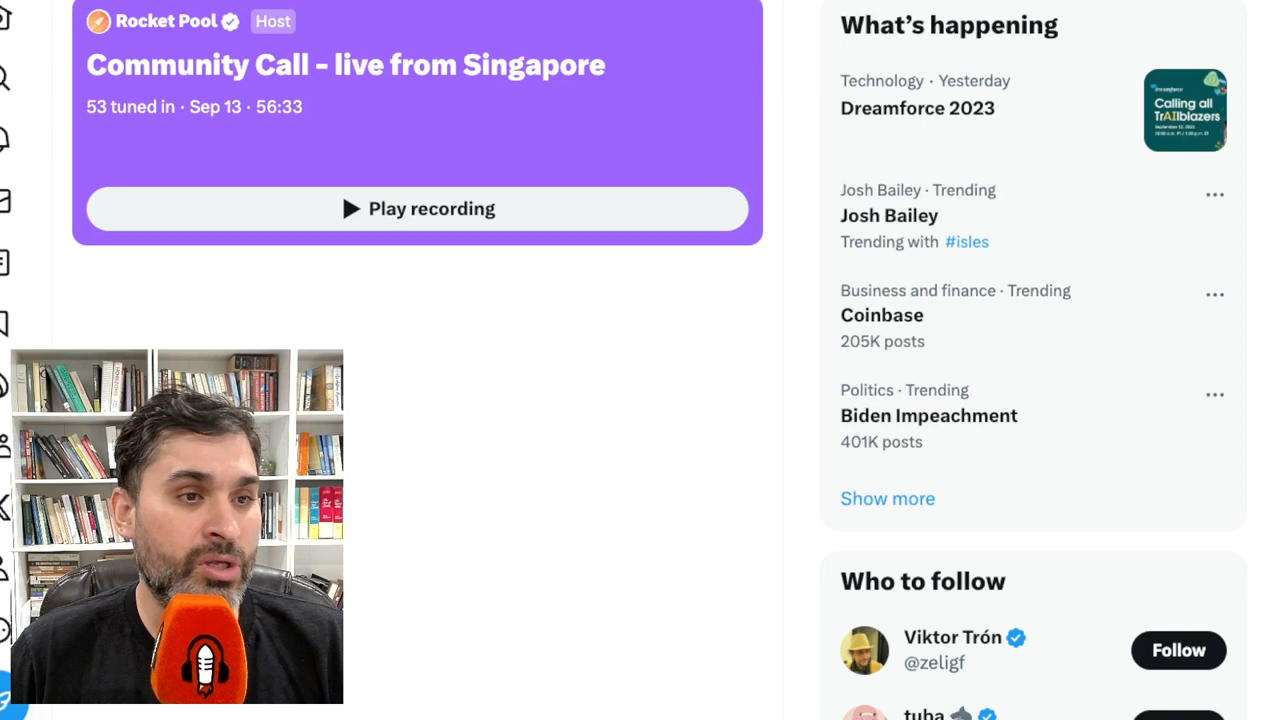 Rocket Pool Host
Community Call - live from Singapore
53 tuned in · Sep 13 · 56:33
Play recording
What's happening
Technology · Yesterday
Dreamforce 2023
Calling all
TrAIlblazers
Josh Bailey · Trending
Josh Bailey
Trending with #isles
Business and finance · Trending
Coinbase
205K posts
Politics · Trending
Biden Impeachment
401K posts
Show more
Who to follow
Viktor Trón
@zeligf
Follow
tuba